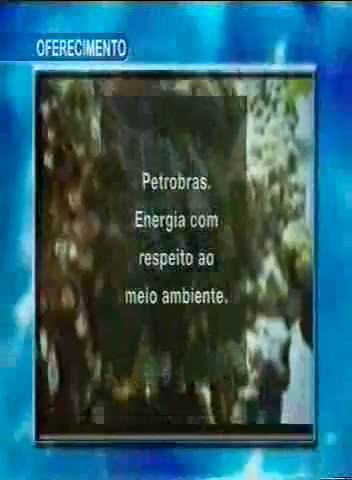 OFERECIMENTO
Petrobras.
Energia com
respeito ao
meio ambiente.